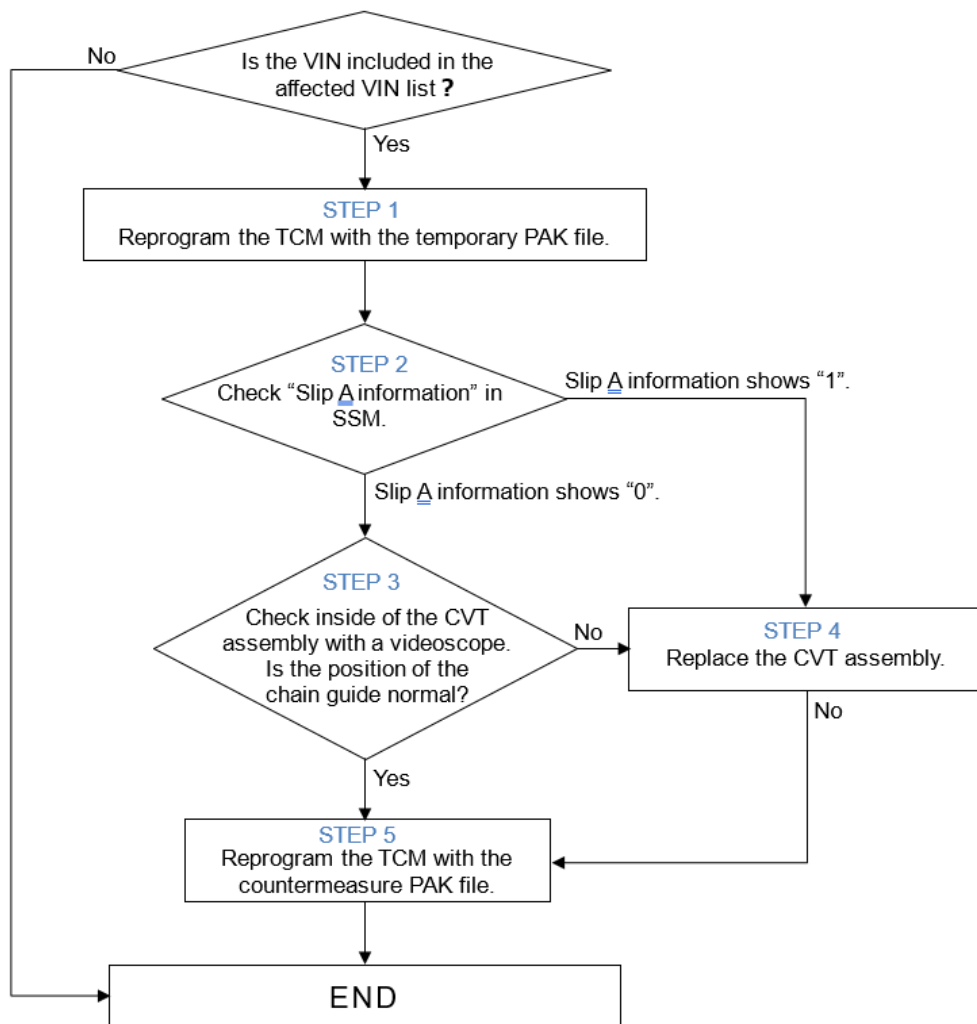 No
Is the VIN included in the
affected VIN list ?
Yes
STEP 1
Reprogram the TCM with the temporary PAK file.
STEP 2
Check “Slip A information” in
SSM.
Slip A information shows “1”.
Slip A information shows “0”.
STEP 3
Check inside of the CVT
assembly with a videoscope.
Is the position of the
chain guide normal?
No
STEP 4
Replace the CVT assembly.
No
Yes
STEP 5
Reprogram the TCM with the
countermeasure PAK file.
END